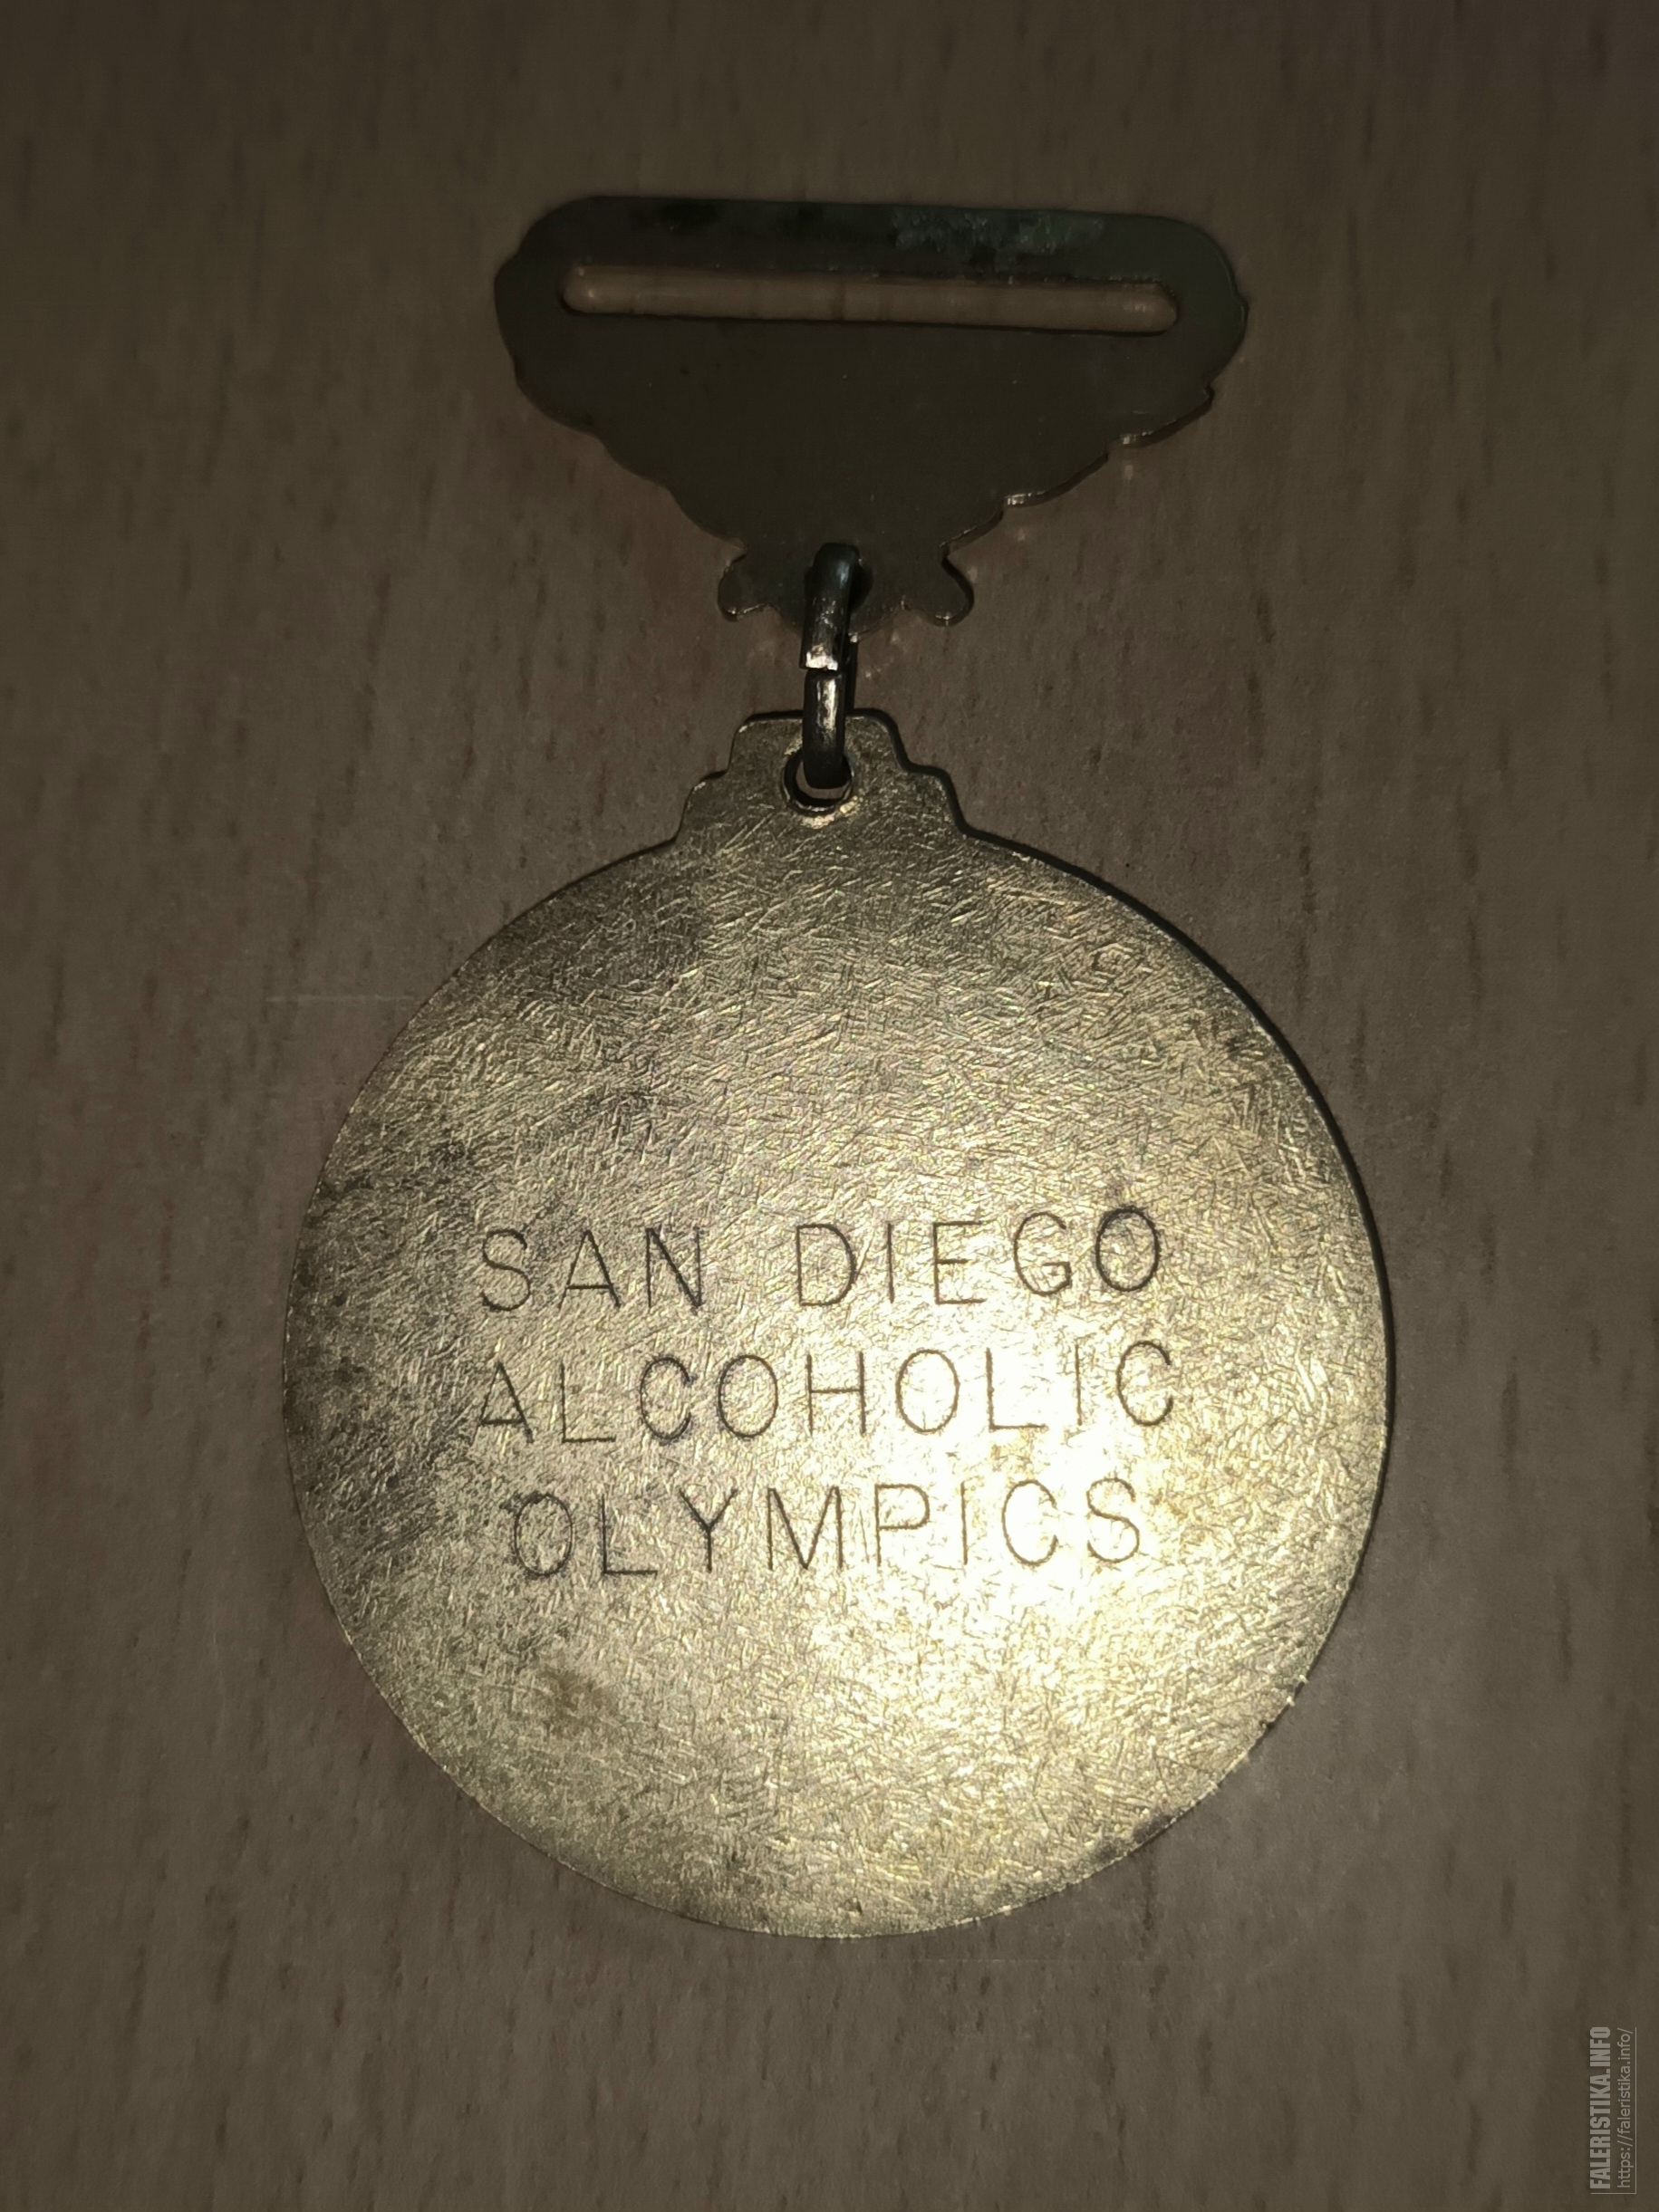 SAN DIEGO
ALCOHOLIC
OLYMPICS
FALERISTIKA.INFO
https://faleristika.info/